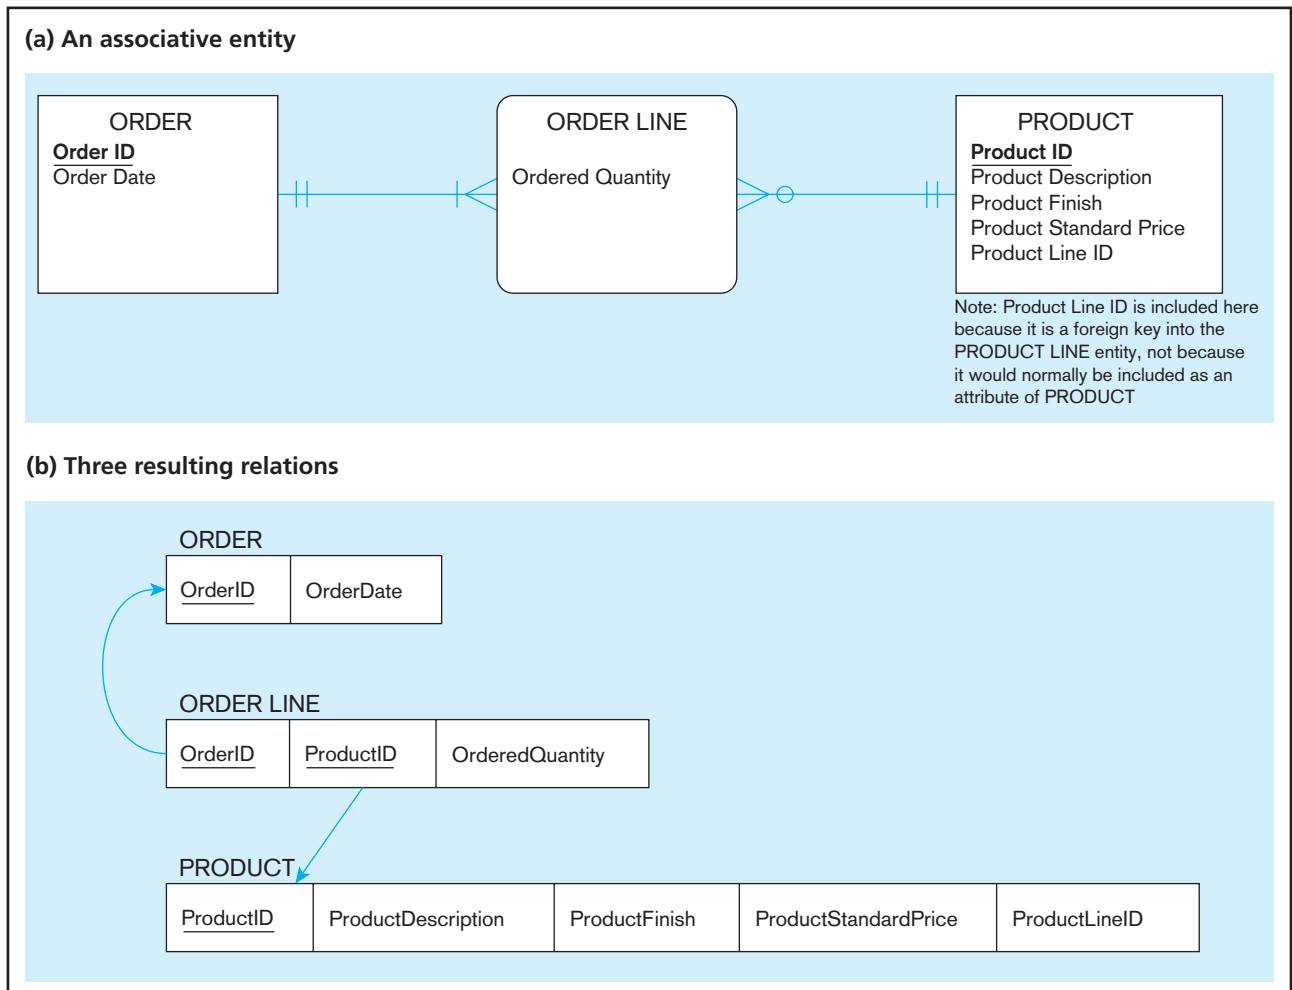 (a) An associative entity
ORDER
Order ID
Order Date
ORDER LINE
Ordered Quantity
PRODUCT
Product ID
Product Description
Product Finish
Product Standard Price
Product Line ID
Note: Product Line ID is included here
because it is a foreign key into the
PRODUCT LINE entity, not because
it would normally be included as an
attribute of PRODUCT
(b) Three resulting relations
ORDER
OrderID
OrderDate
ORDER LINE
OrderID
ProductID
OrderedQuantity
PRODUCT
ProductID
ProductDescription
ProductFinish
ProductStandardPrice
ProductLineID